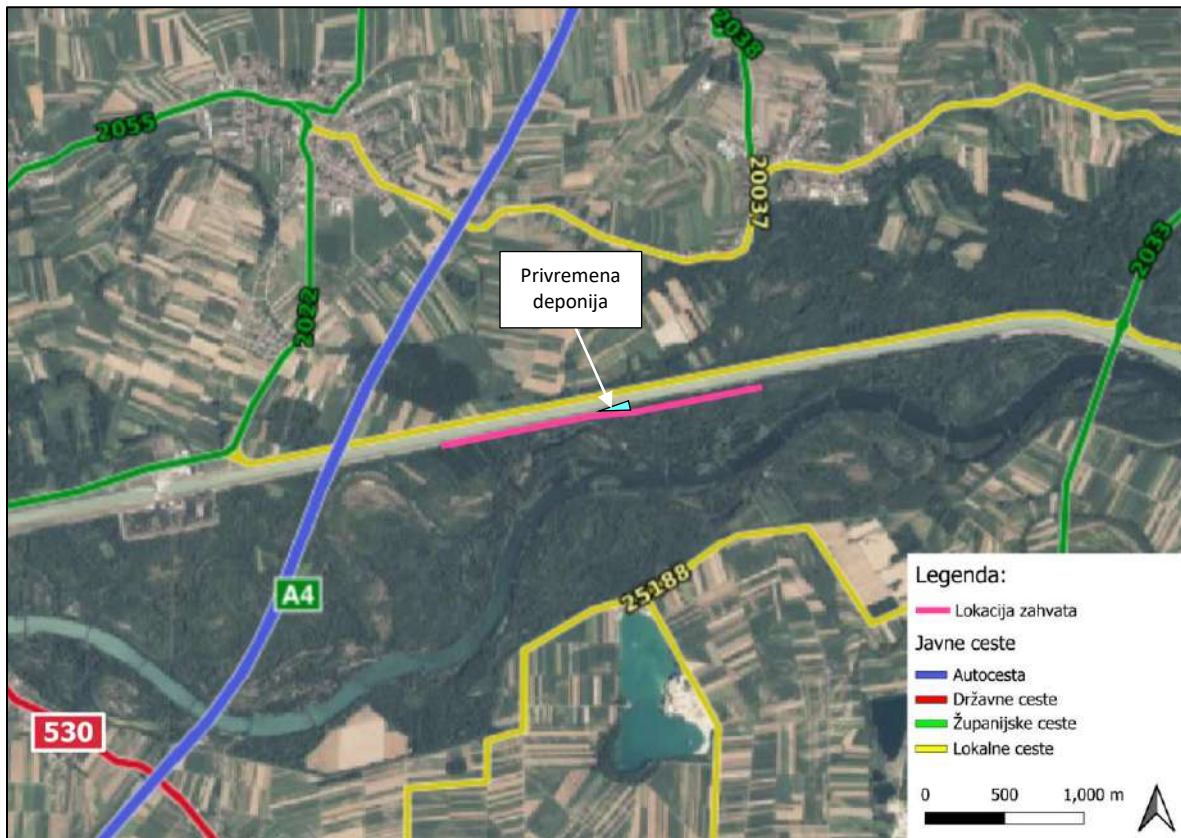 2038
2055
20037
2033
Privremena
deponija
2022
A4
25188
530
Legenda:
Lokacija zahvata
Javne ceste
Autocesta
Državne ceste
Županijske ceste
Lokalne ceste
0 500 1,000 m